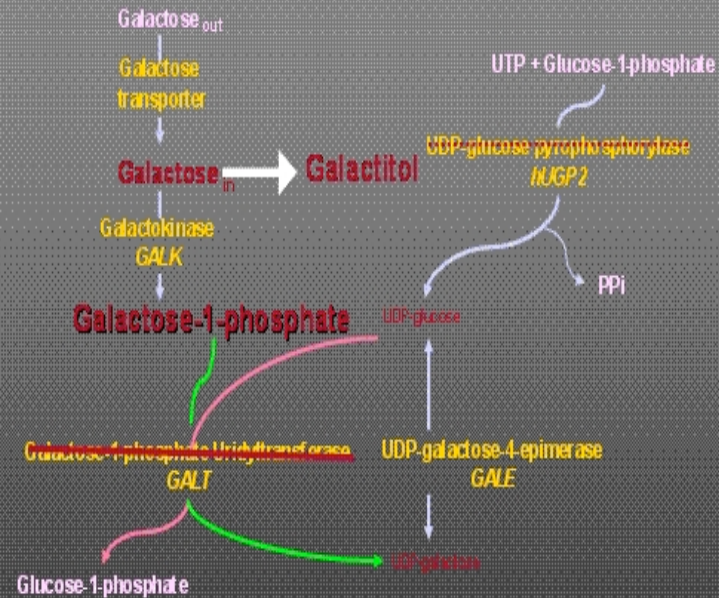 Galactose out
Galactose
transporter
UTP + Glucose-1-phosphate
UDP-glucose pyrophosphorylase
hUGP2
Galactose in
Galactitol
Galactokinase
GALK
PPi
Galactose-1-phosphate
UDP-glucose
Galactose-1-phosphate Uridyltransferase
GALT
UDP-galactose-4-epimerase
GALE
UDP-galactose
Glucose-1-phosphate